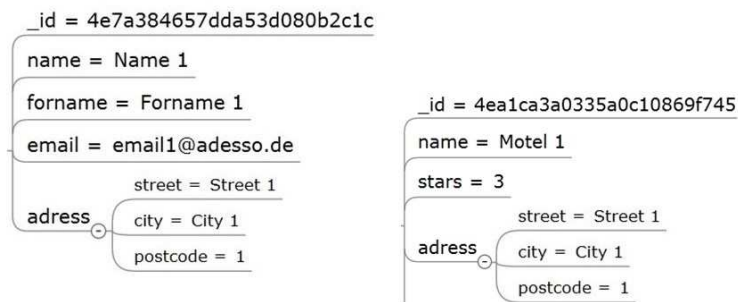 _id = 4e7a384657dda53d080b2c1c
name = Name 1
forname = Forname 1
email = email1@adesso.de
adress
street = Street 1
city = City 1
postcode = 1
_id = 4ea1ca3a0335a0c10869f745
name = Motel 1
stars = 3
adress
street = Street 1
city = City 1
postcode = 1